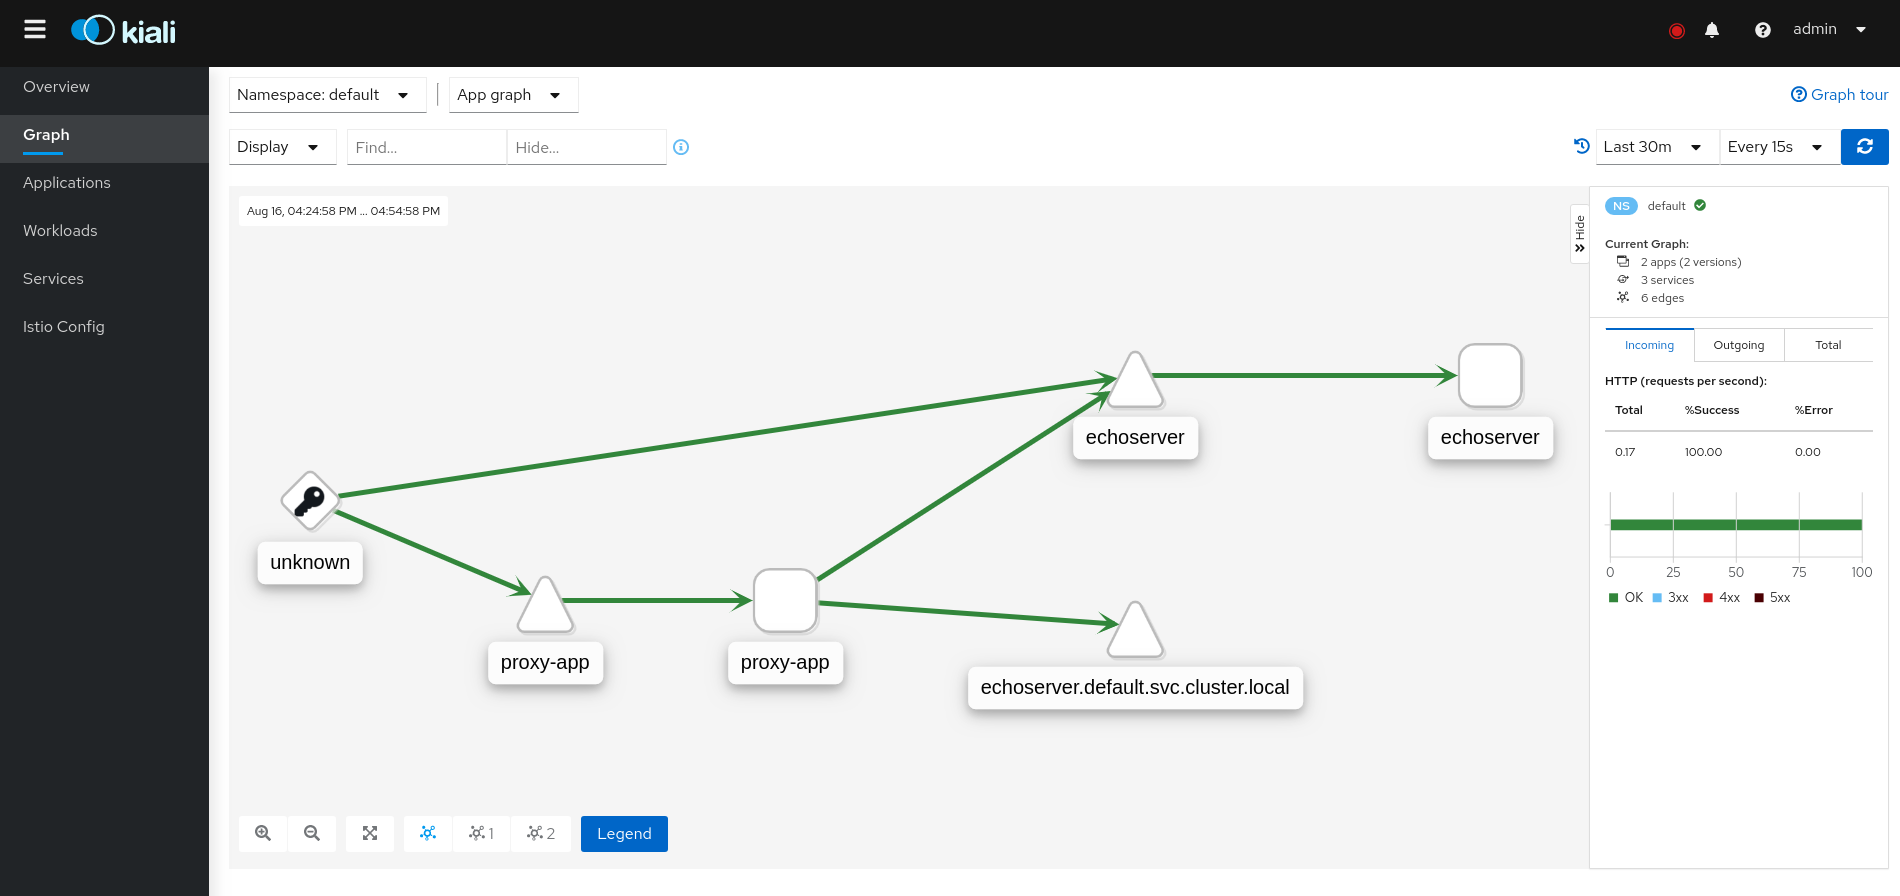 kiali
admin
Overview
Graph
Applications
Workloads
Services
Istio Config
Namespace: default
App graph
Graph tour
Display
Find...
Hide...
Last 30m
Every 15s
Aug 16, 04:24:58 PM ... 04:54:58 PM
Hide
unknown
proxy-app
proxy-app
echoserver
echoserver
echoserver.default.svc.cluster.local
1
2
Legend
NS default
Current Graph:
2 apps (2 versions)
3 services
6 edges
Incoming Outgoing Total
HTTP (requests per second):
Total %Success %Error
0.17 100.00 0.00
0 25 50 75 100
OK 3xx 4xx 5xx